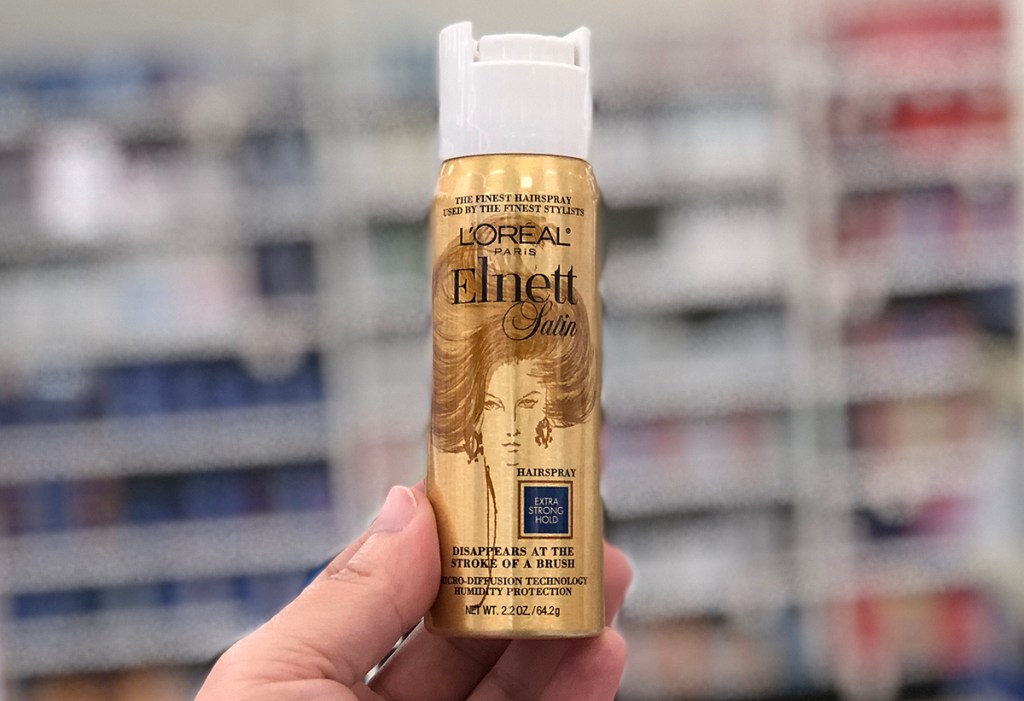 THE FINEST HAIRSPRAY
USED BY THE FINEST STYLISTS
L'ORÉAL®
PARIS
Elnett
Satin
HAIRSPRAY
EXTRA
STRONG
HOLD
DISAPPEARS AT THE
STROKE OF A BRUSH
ICRO-DIFFUSION TECHNOLOGY
HUMIDITY PROTECTION
NET WT. 2.2 OZ./64.2g